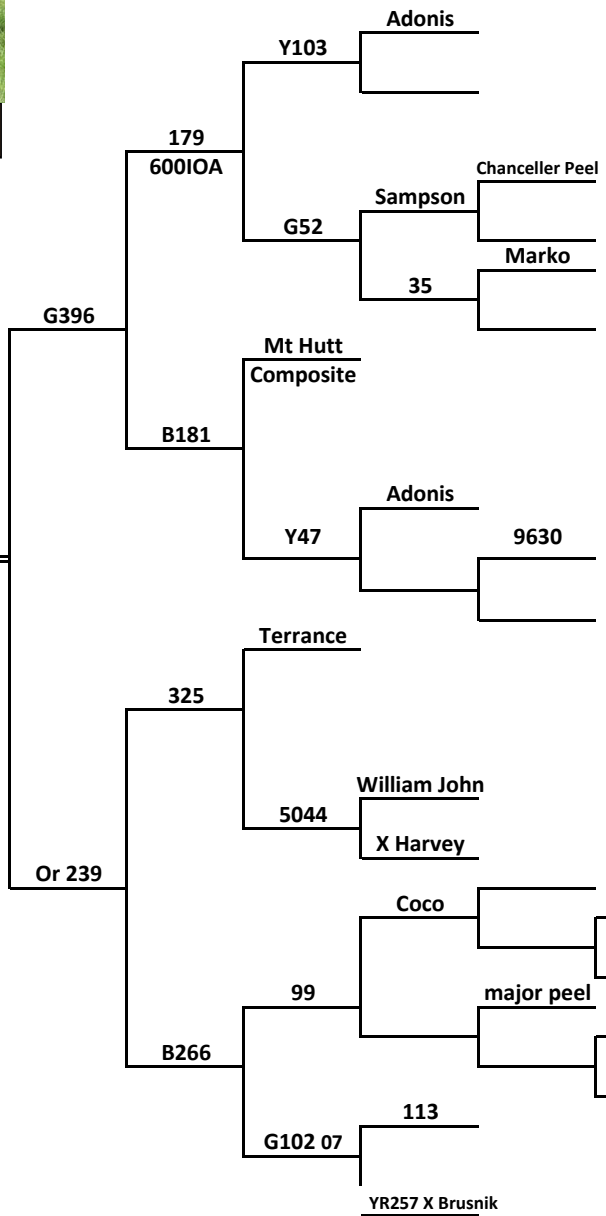 Adonis
Y103
179
600IOA
Chanceller Peel
Sampson
G52
Marko
35
G396
Mt Hutt
Composite
B181
Adonis
Y47
9630
Terrance
325
William John
5044
X Harvey
Or 239
Coco
99
major peel
B266
113
G102 07
YR257 X Brusnik